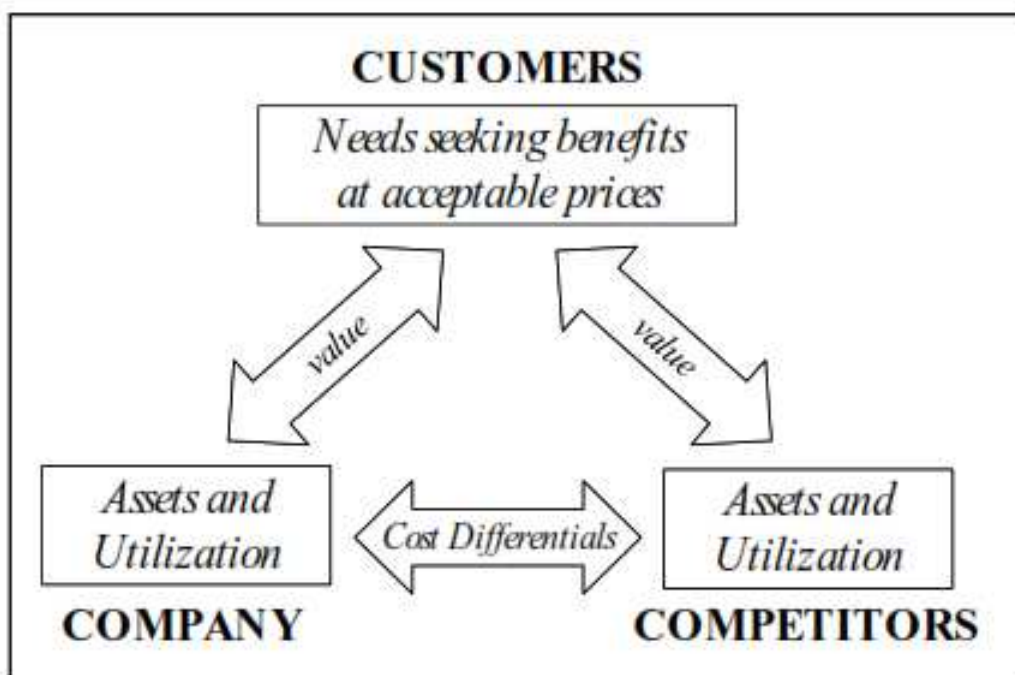 CUSTOMERS
Needs seeking benefits
at acceptable prices
value
value
Assets and
Utilization
Cost Differentials
Assets and
Utilization
COMPANY
COMPETITORS